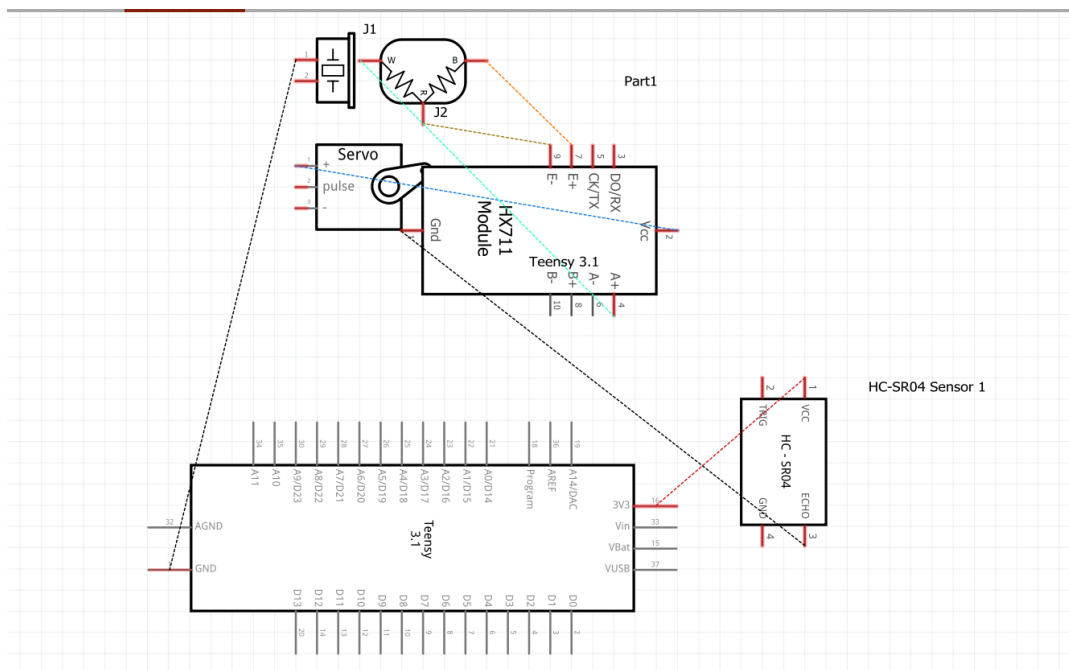 J1
1
2
W
B
R
J2
Part1
Servo
1
+
2
pulse
3
-
9
7
5
3
E-
E+
CK/TX
DO/RX
Gnd
1
HX711
Module
Vcc
2
Teensy 3.1
B-
B+
A-
A+
10
8
6
4
HC-SR04 Sensor 1
2
1
TRIG
VCC
HC - SR04
GND
ECHO
4
3
34
35
30
29
28
27
26
25
24
23
22
21
18
36
19
A11
A10
A9/D23
A8/D22
A7/D21
A6/D20
A5/D19
A4/D18
A3/D17
A2/D16
A1/D15
A0/D14
Program
AREF
A14/DAC
3V3
16
32
AGND
Vin
33
Teensy
3.1
VBat
15
GND
VUSB
37
D13
D12
D11
D10
D9
D8
D7
D6
D5
D4
D3
D2
D1
D0
20
14
13
12
11
10
9
8
7
6
5
4
3
2